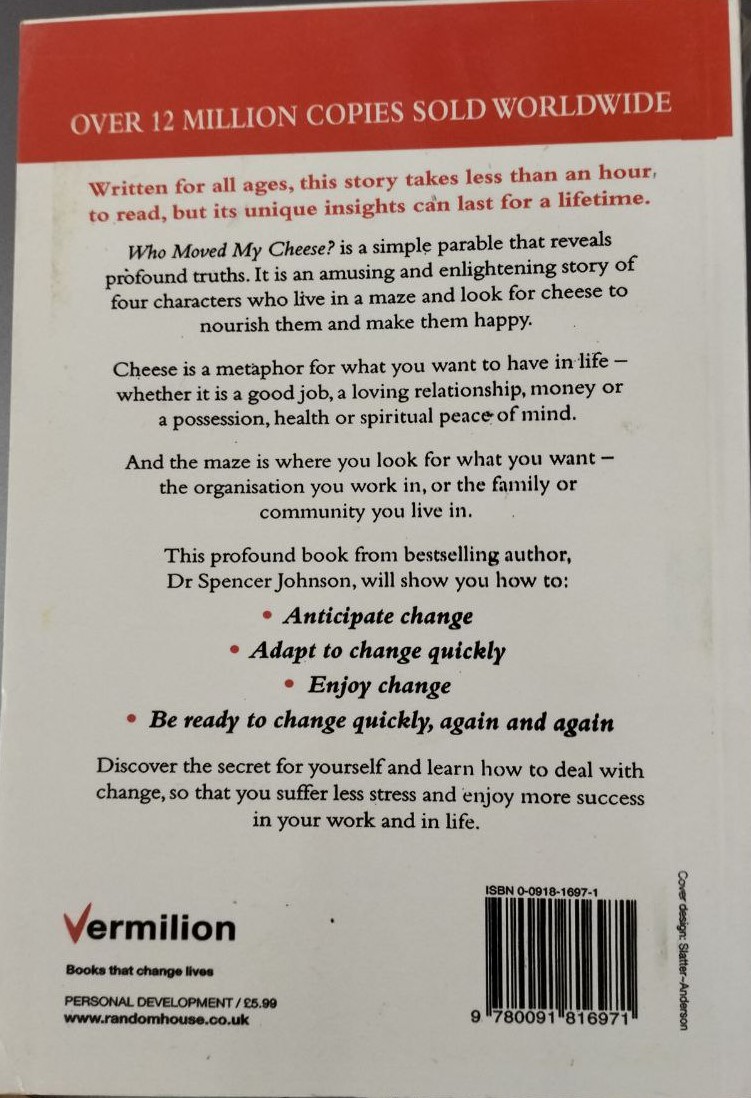 OVER 12 MILLION COPIES SOLD WORLDWIDE
Written for all ages, this story takes less than an hour,
to read, but its unique insights can last for a lifetime.
Who Moved My Cheese? is a simple parable that reveals
profound truths. It is an amusing and enlightening story of
four characters who live in a maze and look for cheese to
nourish them and make them happy.
Cheese is a metaphor for what you want to have in life –
whether it is a good job, a loving relationship, money or
a possession, health or spiritual peace of mind.
And the maze is where you look for what you want –
the organisation you work in, or the family or
community you live in.
This profound book from bestselling author,
Dr Spencer Johnson, will show you how to:
• Anticipate change
• Adapt to change quickly
• Enjoy change
• Be ready to change quickly, again and again
Discover the secret for yourself and learn how to deal with
change, so that you suffer less stress and enjoy more success
in your work and in life.
Vermilion
Books that change lives
PERSONAL DEVELOPMENT / £5.99
www.randomhouse.co.uk
ISBN 0-0918-1697-1
9 780091 816971
Cover design: Slatter-Anderson